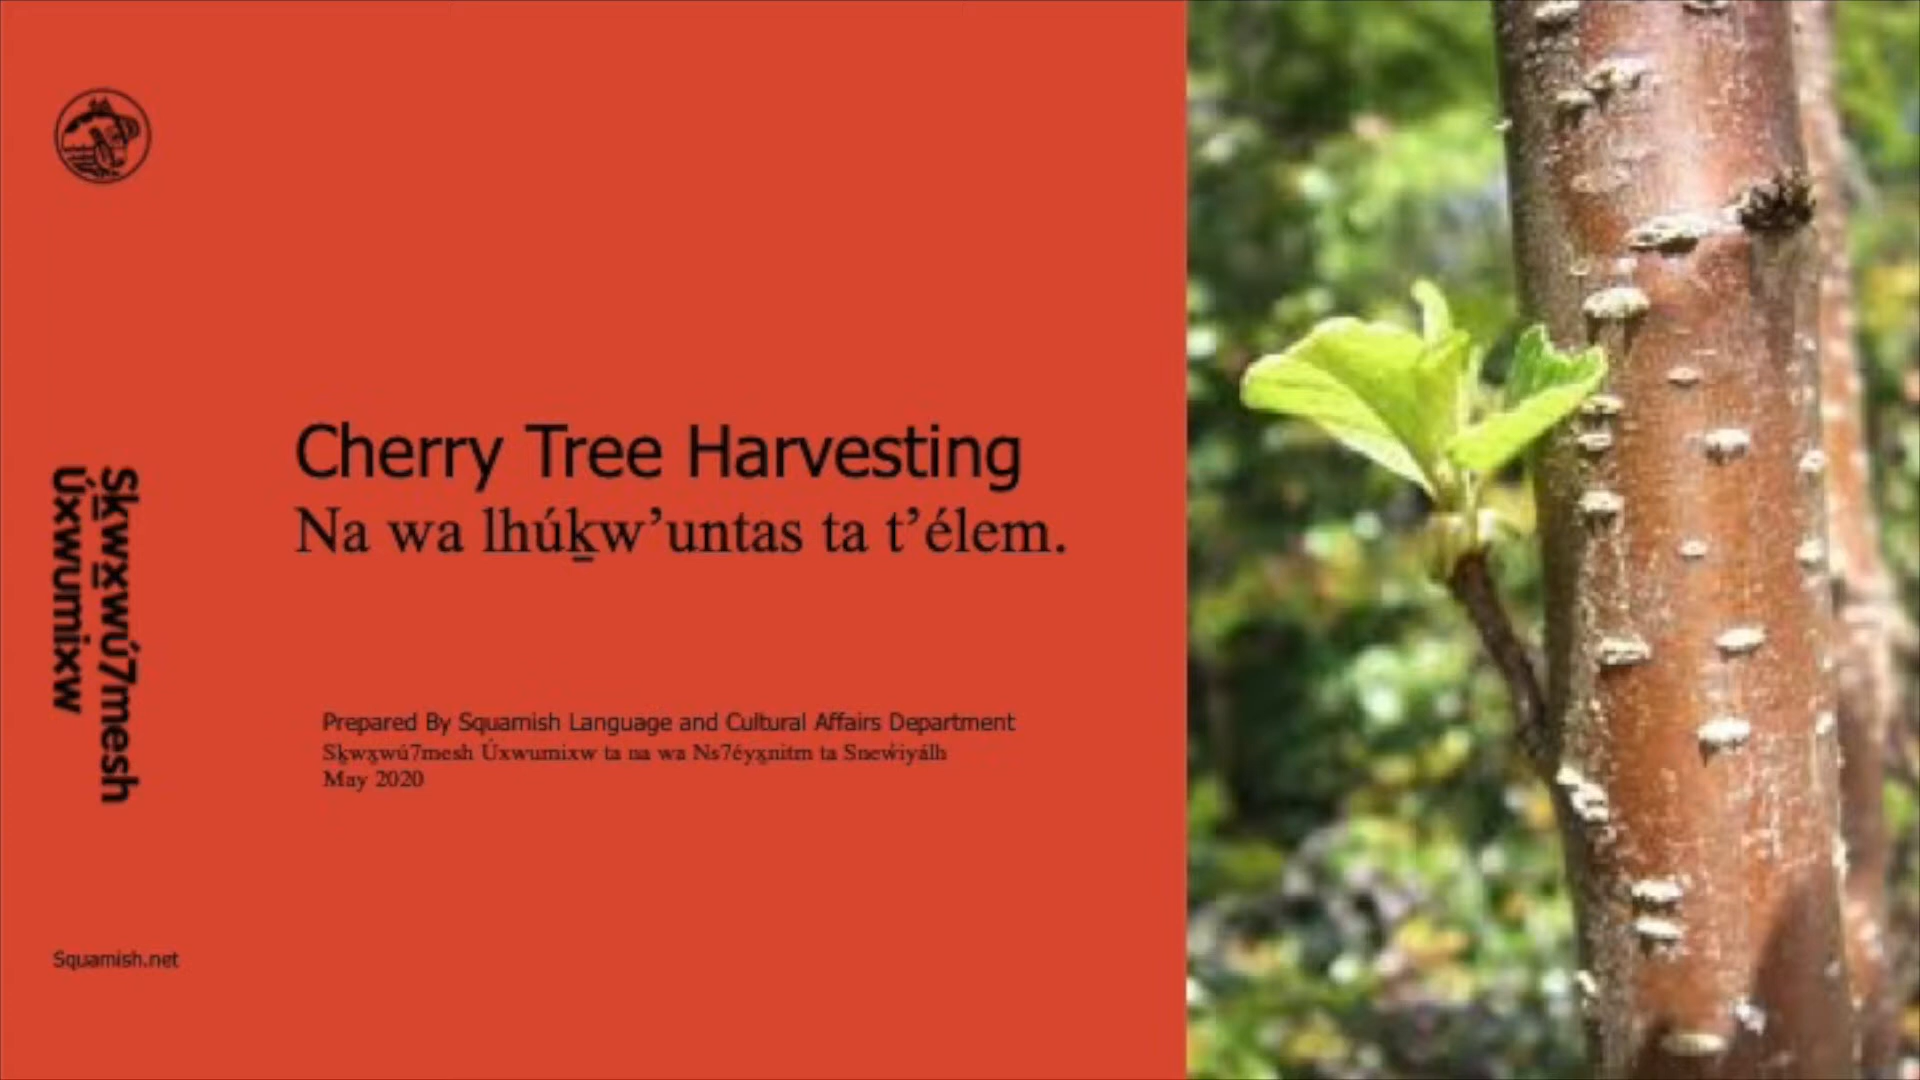 Sḵwx̱wú7mesh
Úxwumixw
Cherry Tree Harvesting
Na wa lhúḵw’untas ta t’élem.
Prepared By Squamish Language and Cultural Affairs Department
Sḵwx̱wú7mesh Úxwumixw ta na wa Ns7éyx̱nitm ta Snew̓iyálh
May 2020
Squamish.net